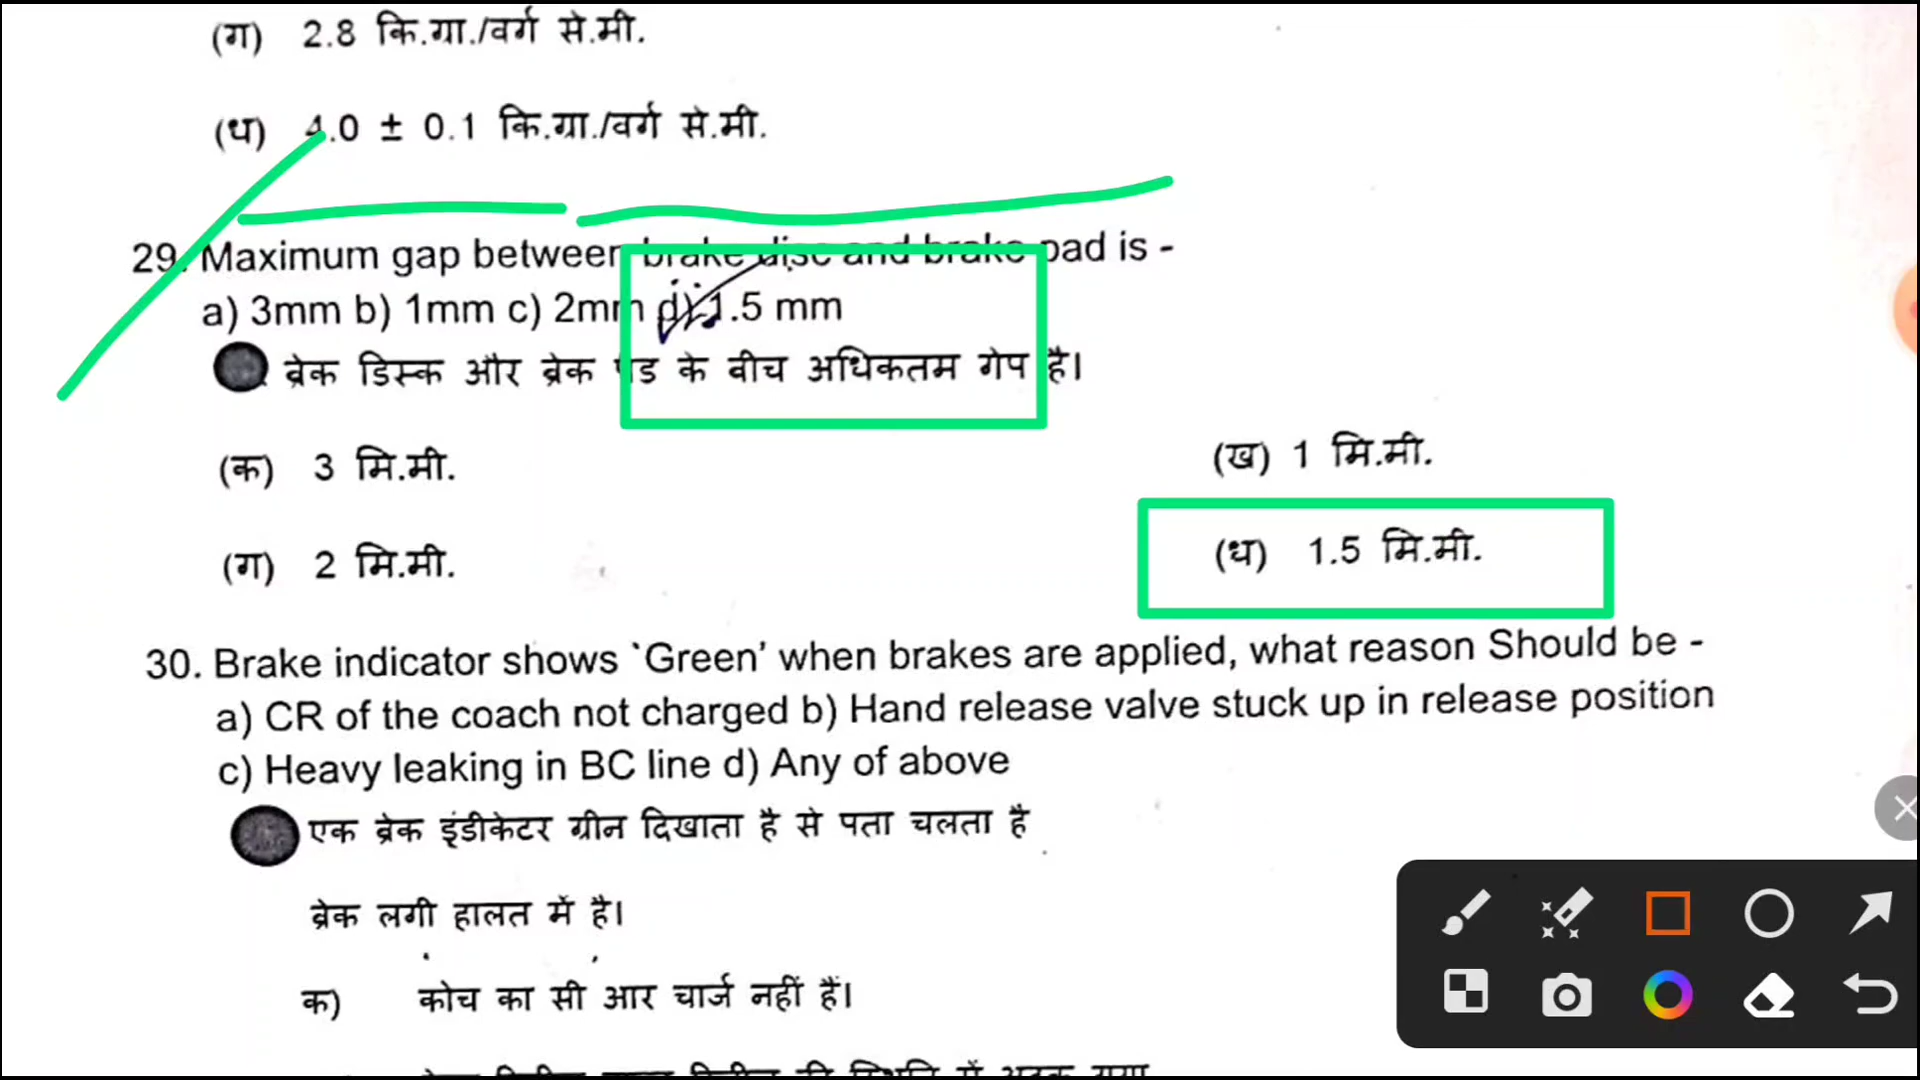 (ग) 2.8 कि.ग्रा./वर्ग से.मी.
(ध) 4.0 ± 0.1 कि.ग्रा./वर्ग से.मी.
29. Maximum gap between brake disc and brake pad is -
a) 3mm b) 1mm c) 2mm d) 1.5 mm
ब्रेक डिस्क और ब्रेक पैड के बीच अधिकतम गेप है।
(क) 3 मि.मी.
(ख) 1 मि.मी.
(ग) 2 मि.मी.
(ध) 1.5 मि.मी.
30. Brake indicator shows `Green' when brakes are applied, what reason Should be -
a) CR of the coach not charged b) Hand release valve stuck up in release position
c) Heavy leaking in BC line d) Any of above
एक ब्रेक इंडीकेटर ग्रीन दिखाता है से पता चलता है
ब्रेक लगी हालत में है।
क) कोच का सी आर चार्ज नहीं हैं।